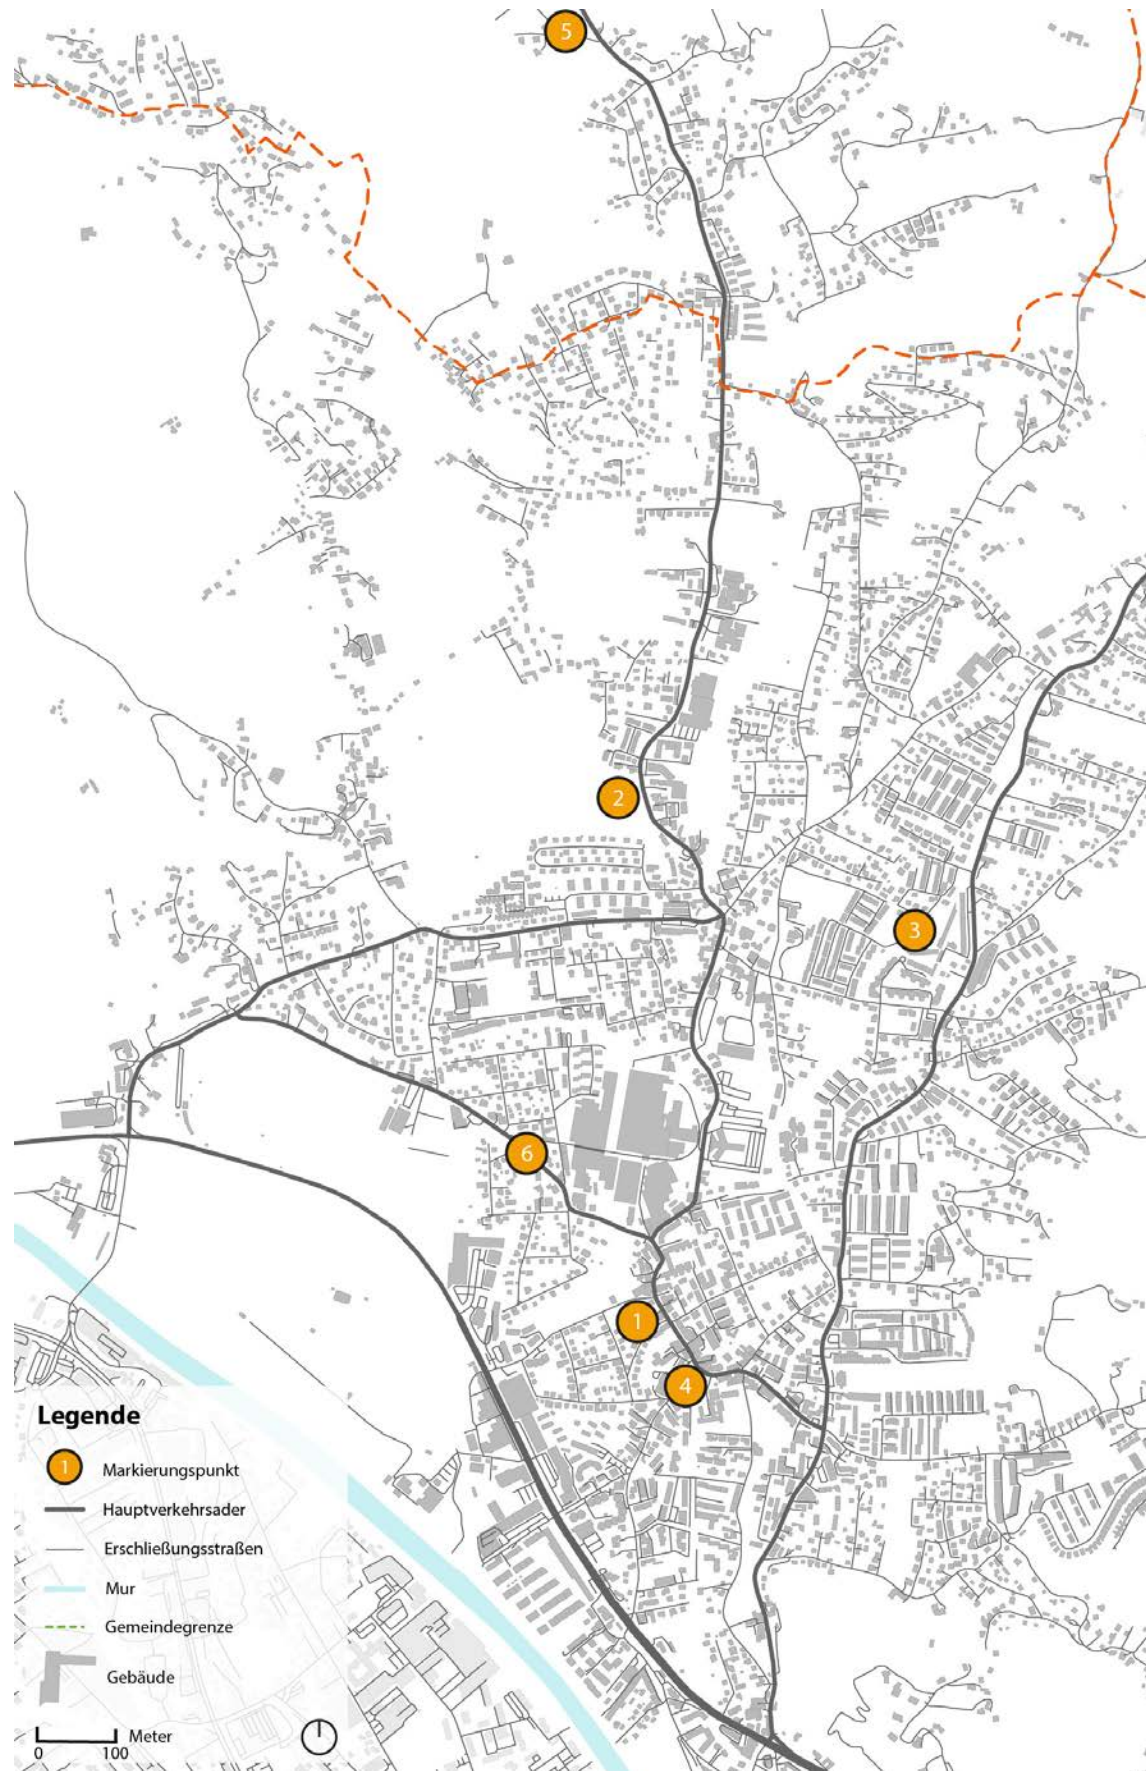 5
2
3
6
1
4
Legende
1 Markierungspunkt
Hauptverkehrsader
Erschließungsstraßen
Mur
Gemeindegrenze
Gebäude
Meter
0 100